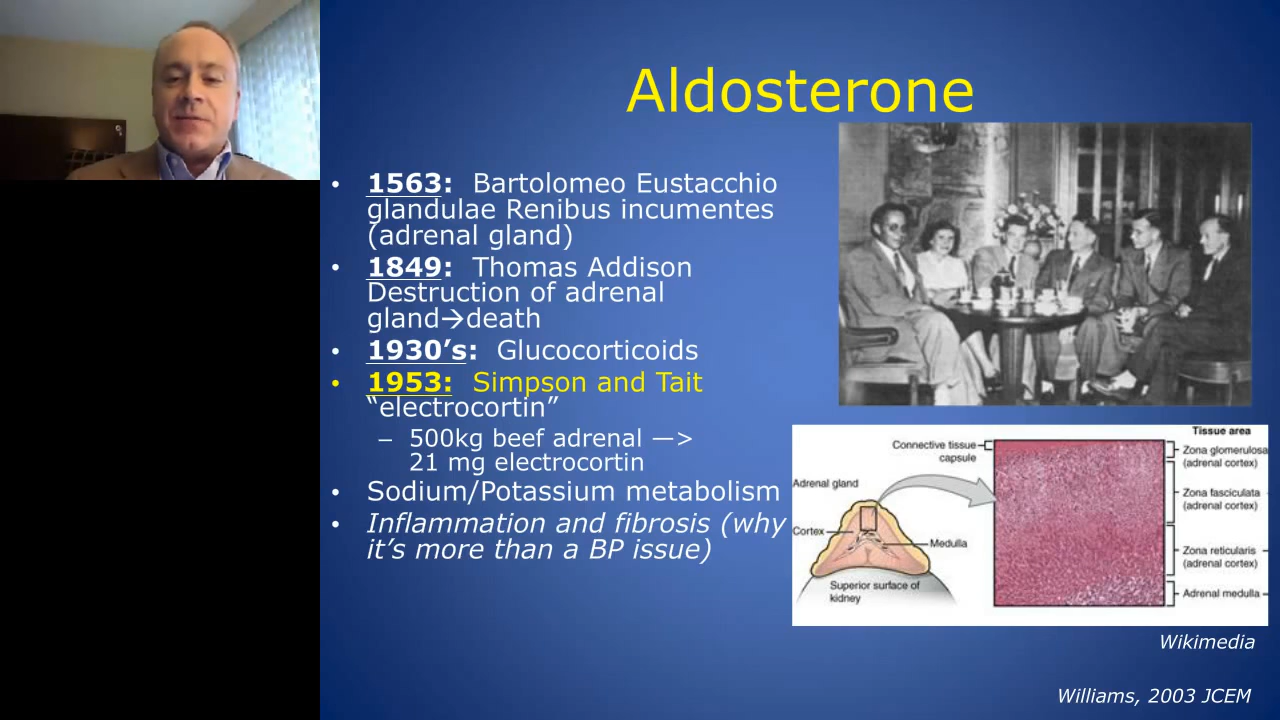 Aldosterone
• 1563: Bartolomeo Eustacchio
glandulae Renibus incumentes
(adrenal gland)
• 1849: Thomas Addison
Destruction of adrenal
gland→death
• 1930’s: Glucocorticoids
• 1953: Simpson and Tait
“electrocortin”
– 500kg beef adrenal —>
21 mg electrocortin
• Sodium/Potassium metabolism
• Inflammation and fibrosis (why
it’s more than a BP issue)
Tissue area
Connective tissue
capsule
Adrenal gland
Cortex
Medulla
Superior surface of
kidney
Zona glomerulosa
(adrenal cortex)
Zona fasciculata
(adrenal cortex)
Zona reticularis
(adrenal cortex)
Adrenal medulla
Wikimedia
Williams, 2003 JCEM